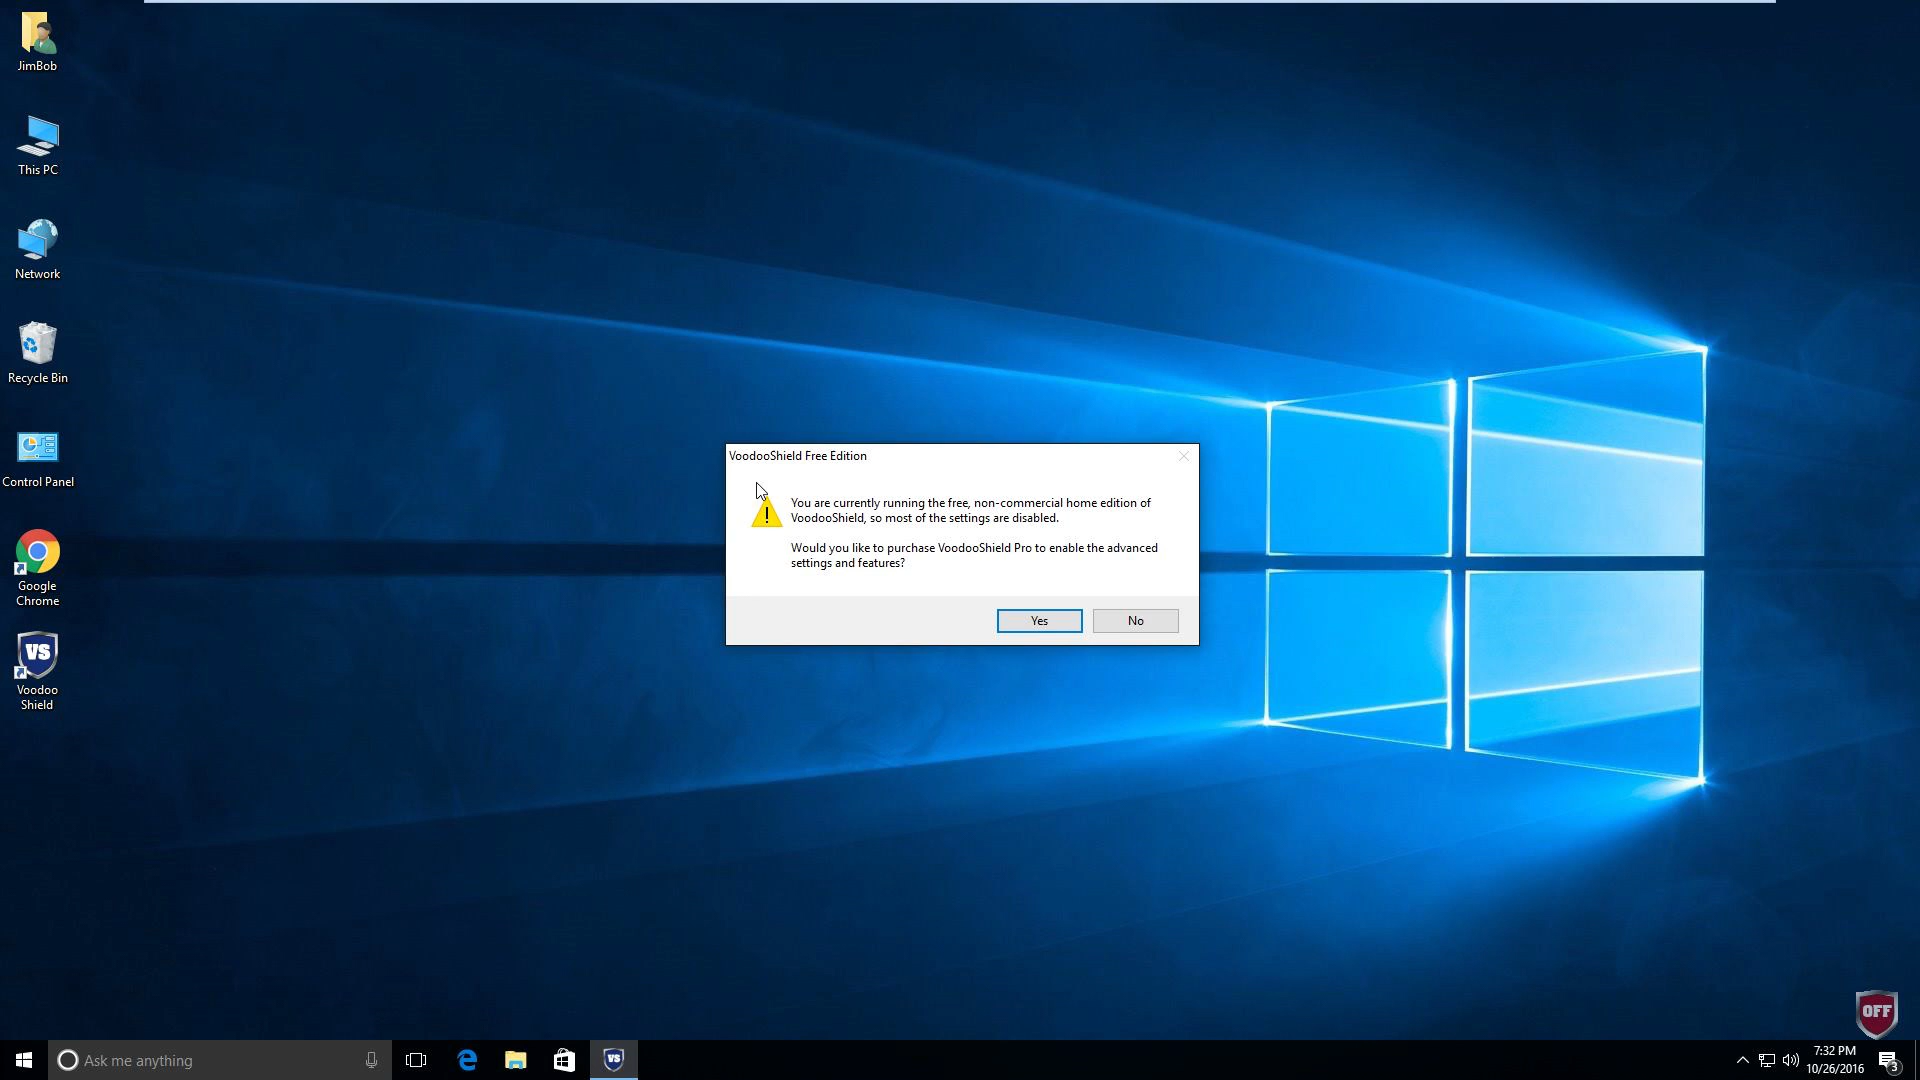 JimBob
This PC
Network
Recycle Bin
Control Panel
Google
Chrome
VS
Voodoo
Shield
VoodooShield Free Edition
You are currently running the free, non-commercial home edition of
VoodooShield, so most of the settings are disabled.
Would you like to purchase VoodooShield Pro to enable the advanced
settings and features?
Yes
No
OFF
Ask me anything
VS
7:32 PM
10/26/2016
3